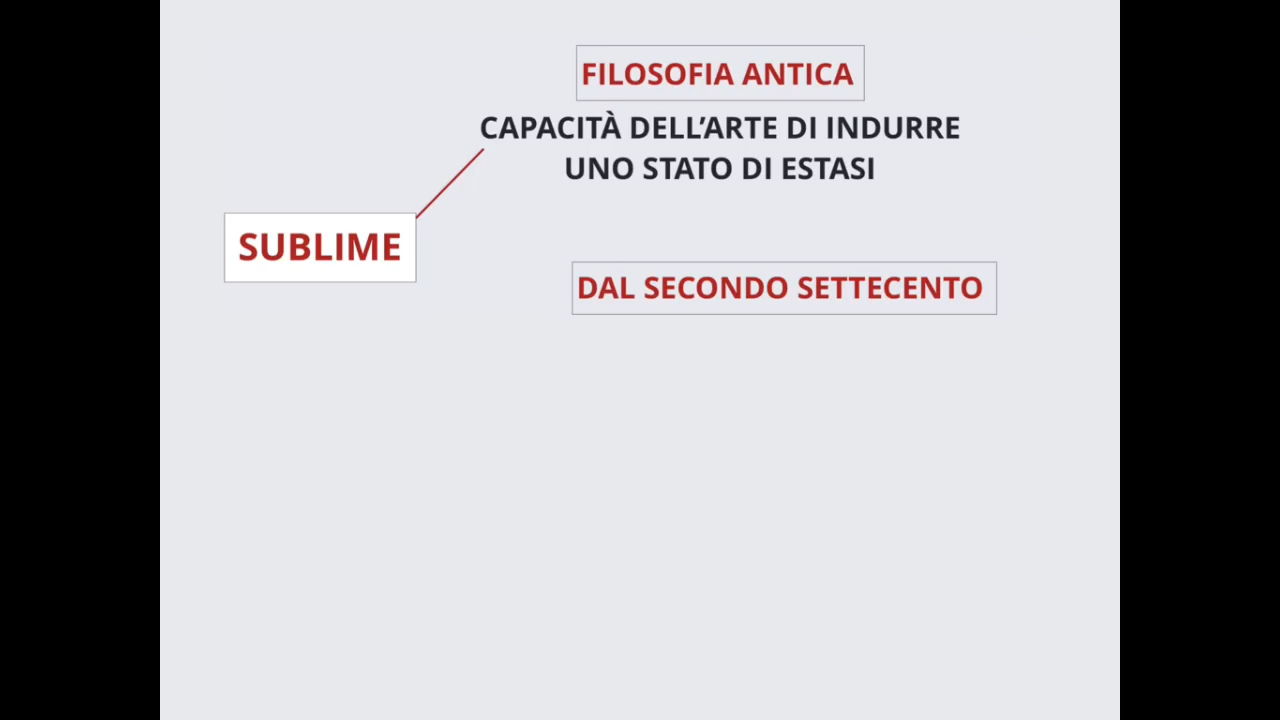 FILOSOFIA ANTICA
CAPACITÀ DELL’ARTE DI INDURRE
UNO STATO DI ESTASI
SUBLIME
DAL SECONDO SETTECENTO